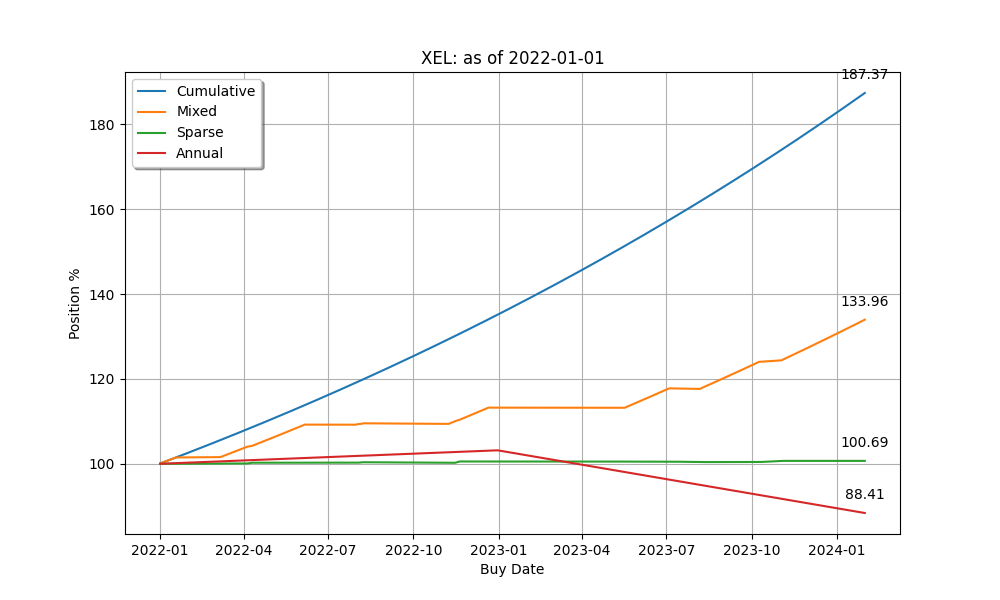 XEL: as of 2022-01-01
187.37
Cumulative
Mixed
Sparse
Annual
180
160
140
120
100
133.96
100.69
88.41
Position %
2022-01
2022-04
2022-07
2022-10
2023-01
2023-04
2023-07
2023-10
2024-01
Buy Date